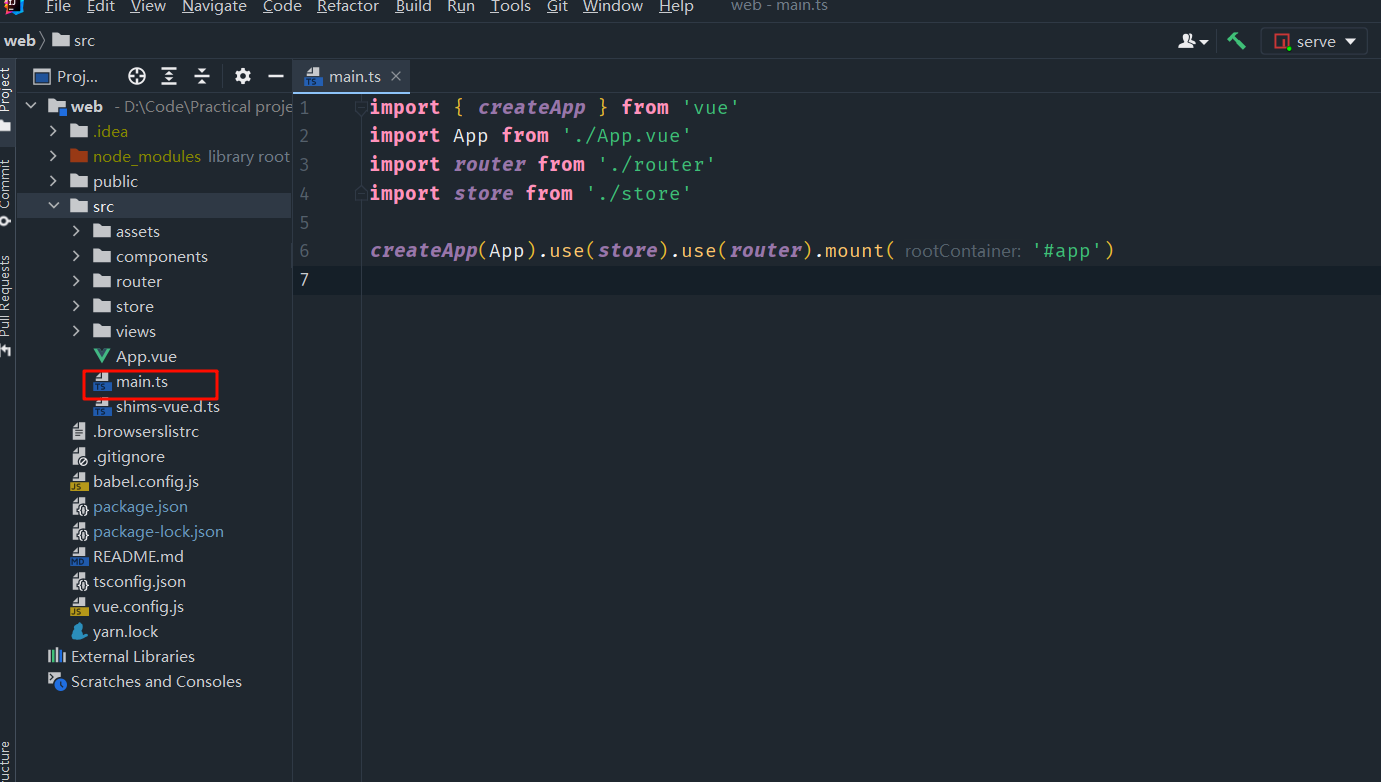 File Edit View Navigate Code Refactor Build Run Tools Git Window Help web - main.ts
web src
serve
Project
Commit
Pull Requests
ucture
Proj...
web - D:\Code\Practical proje
.idea
node_modules library root
public
src
assets
components
router
store
views
App.vue
main.ts
shims-vue.d.ts
.browserslistrc
.gitignore
babel.config.js
package.json
package-lock.json
README.md
tsconfig.json
vue.config.js
yarn.lock
External Libraries
Scratches and Consoles
main.ts
1 import { createApp } from 'vue'
2 import App from './App.vue'
3 import router from './router'
4 import store from './store'
5
6 createApp(App).use(store).use(router).mount( rootContainer: '#app')
7